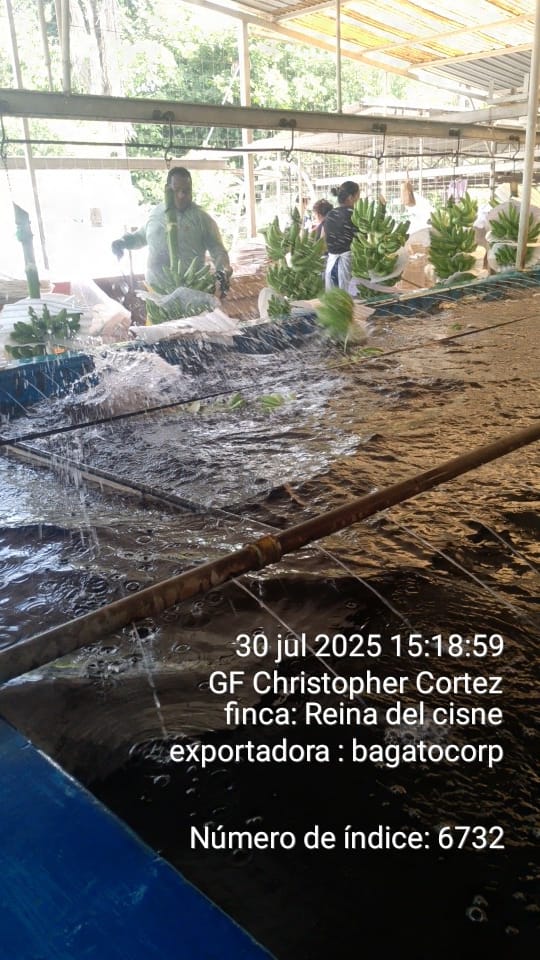 30 jul 2025 15:18:59
GF Christopher Cortez
finca: Reina del cisne
exportadora : bagatocorp
Número de índice: 6732